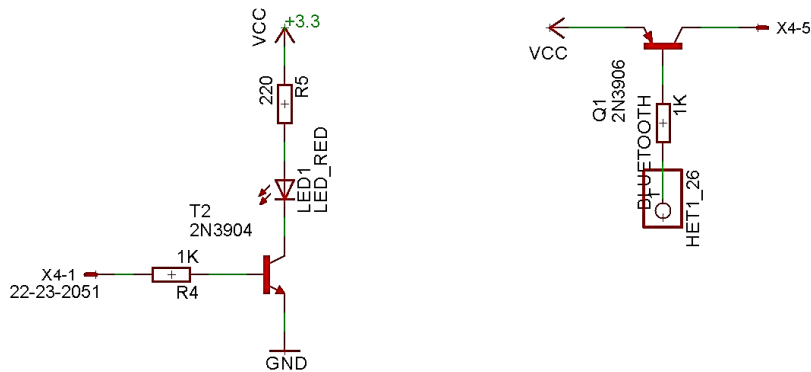 VCC
+3.3
220
R5
LED1
LED_RED
T2
2N3904
X4-1
22-23-2051
1K
R4
GND
VCC
X4-5
Q1
2N3906
BLUETOOTH
1K
1
HET1_26